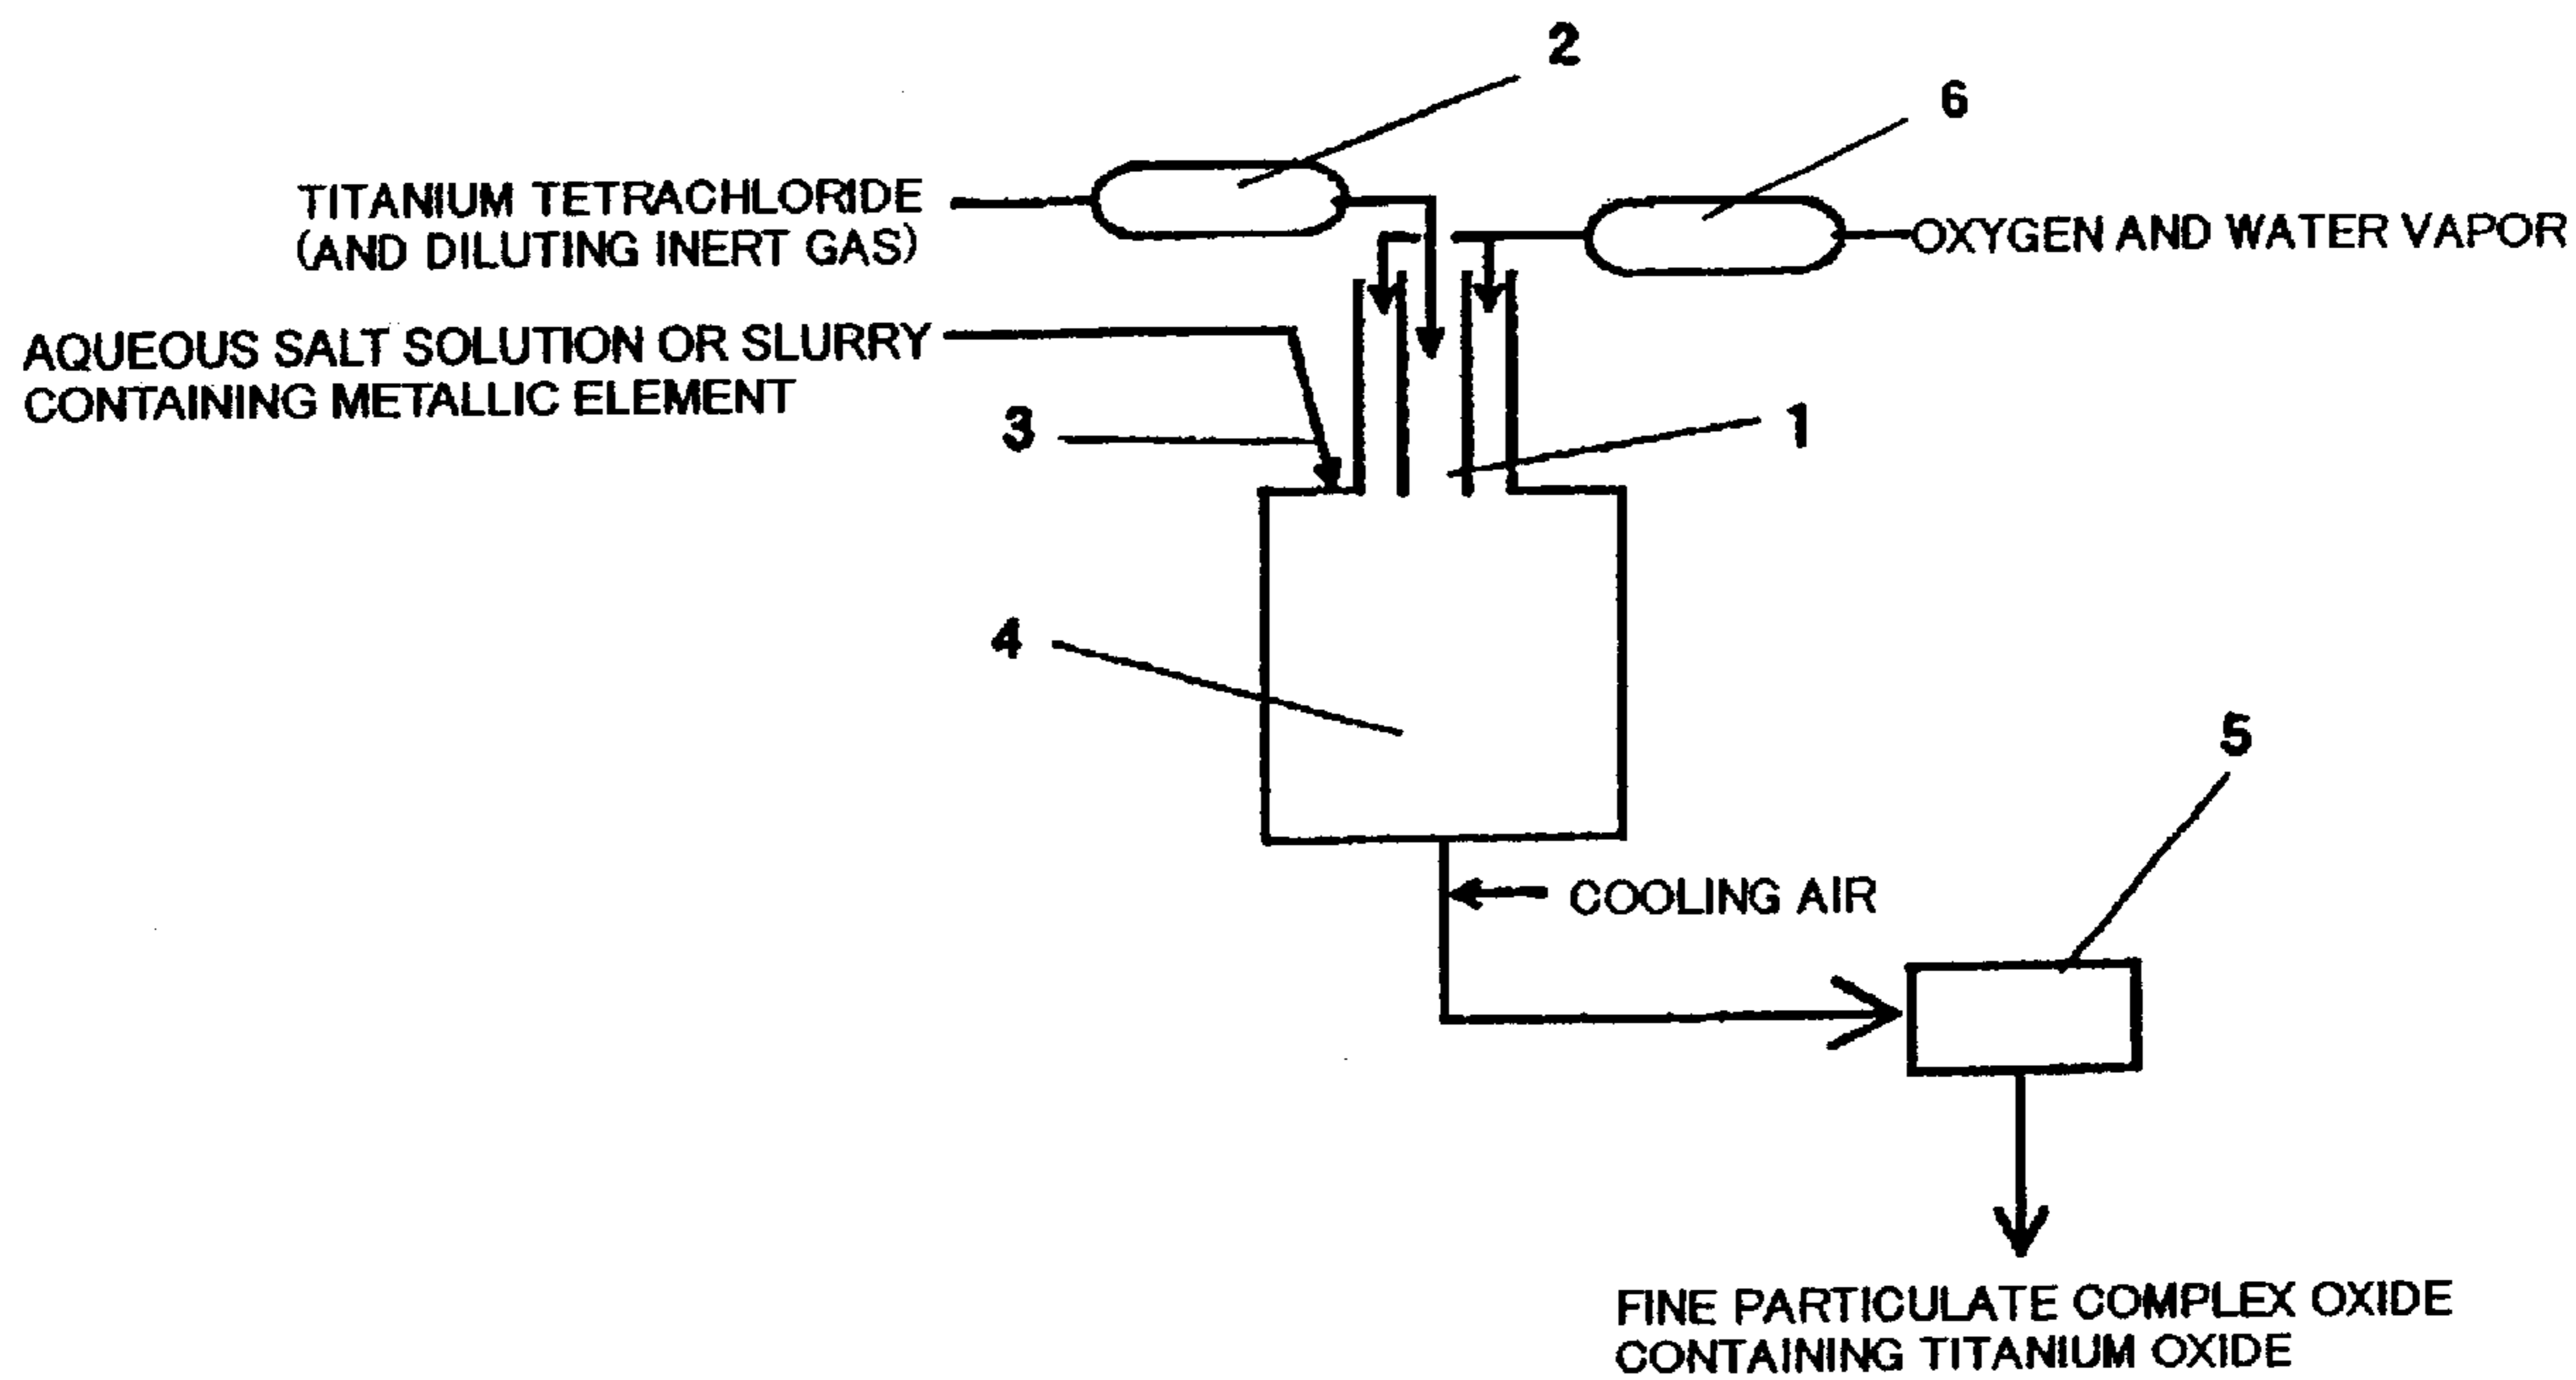 2
6
TITANIUM TETRACHLORIDE
(AND DILUTING INERT GAS)
OXYGEN AND WATER VAPOR
AQUEOUS SALT SOLUTION OR SLURRY
CONTAINING METALLIC ELEMENT
3
1
4
5
COOLING AIR
FINE PARTICULATE COMPLEX OXIDE
CONTAINING TITANIUM OXIDE